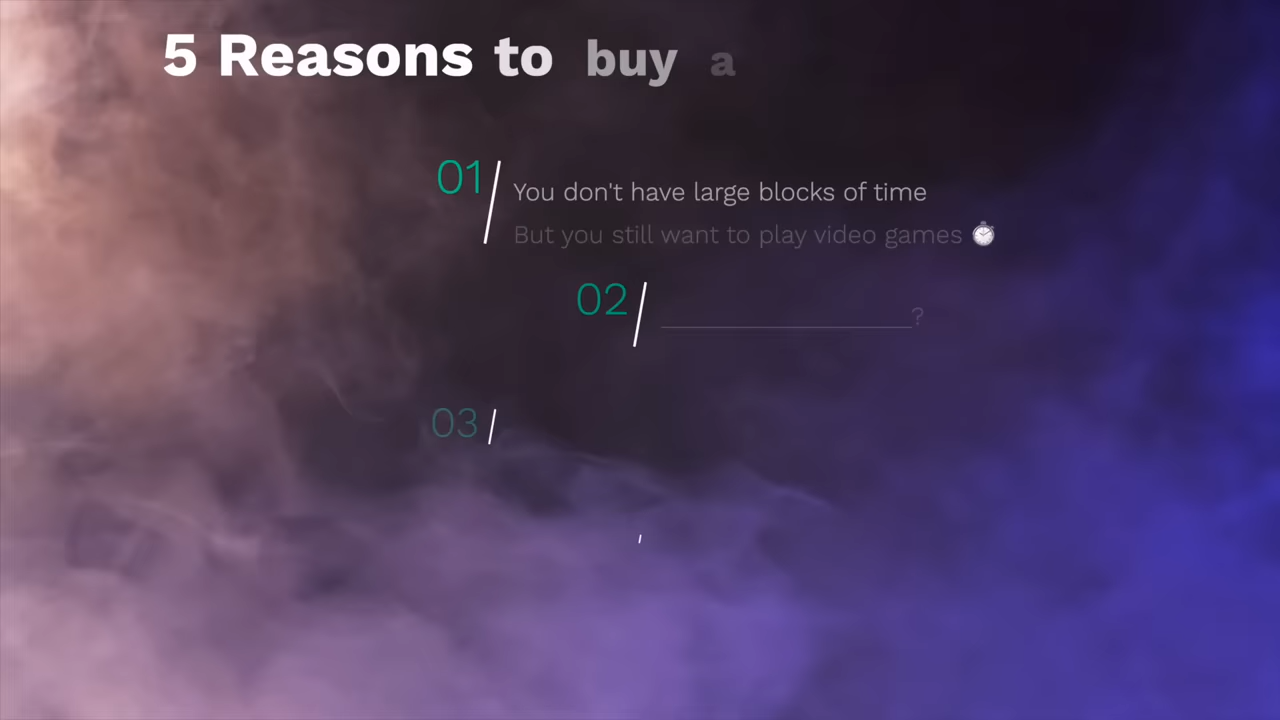 5 Reasons to buy a
01
You don't have large blocks of time
But you still want to play video games ⏱
02
____________________?
03